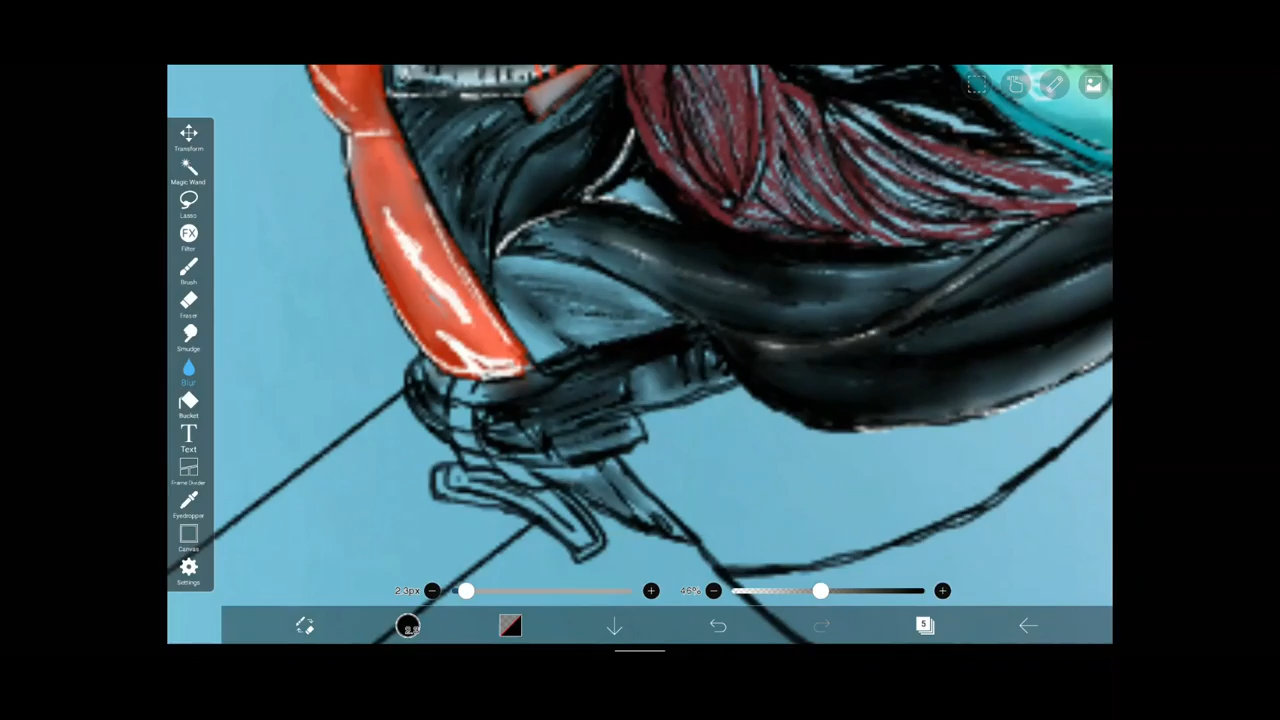 Transform
Magic Wand
Lasso
FX
Filter
Brush
Eraser
Smudge
Blur
Bucket
T
Text
Frame Divider
Eyedropper
Canvas
Settings
2.3px
46%
5